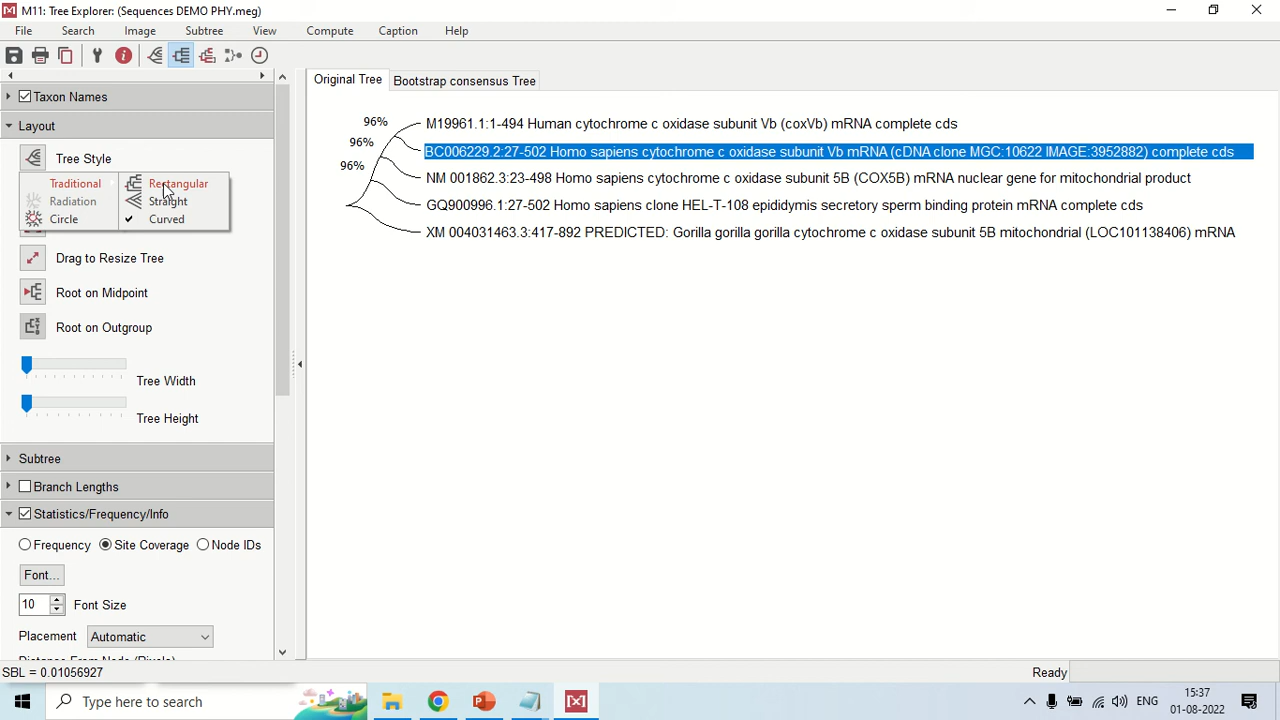 M11: Tree Explorer: (Sequences DEMO PHY.meg)
File Search Image Subtree View Compute Caption Help
Taxon Names
Layout
Tree Style
Traditional
Radiation
Circle
Rectangular
Straight
Curved
Drag to Resize Tree
Root on Midpoint
Root on Outgroup
Tree Width
Tree Height
Subtree
Branch Lengths
Statistics/Frequency/Info
Frequency Site Coverage Node IDs
Font...
10 Font Size
Placement Automatic
Distance From Node (Pixels)
Original Tree Bootstrap consensus Tree
96%
96%
96%
M19961.1:1-494 Human cytochrome c oxidase subunit Vb (coxVb) mRNA complete cds
BC006229.2:27-502 Homo sapiens cytochrome c oxidase subunit Vb mRNA (cDNA clone MGC:10622 IMAGE:3952882) complete cds
NM 001862.3:23-498 Homo sapiens cytochrome c oxidase subunit 5B (COX5B) mRNA nuclear gene for mitochondrial product
GQ900996.1:27-502 Homo sapiens clone HEL-T-108 epididymis secretory sperm binding protein mRNA complete cds
XM 004031463.3:417-892 PREDICTED: Gorilla gorilla gorilla cytochrome c oxidase subunit 5B mitochondrial (LOC101138406) mRNA
SBL = 0.01056927
Ready
Type here to search
ENG
15:37
01-08-2022